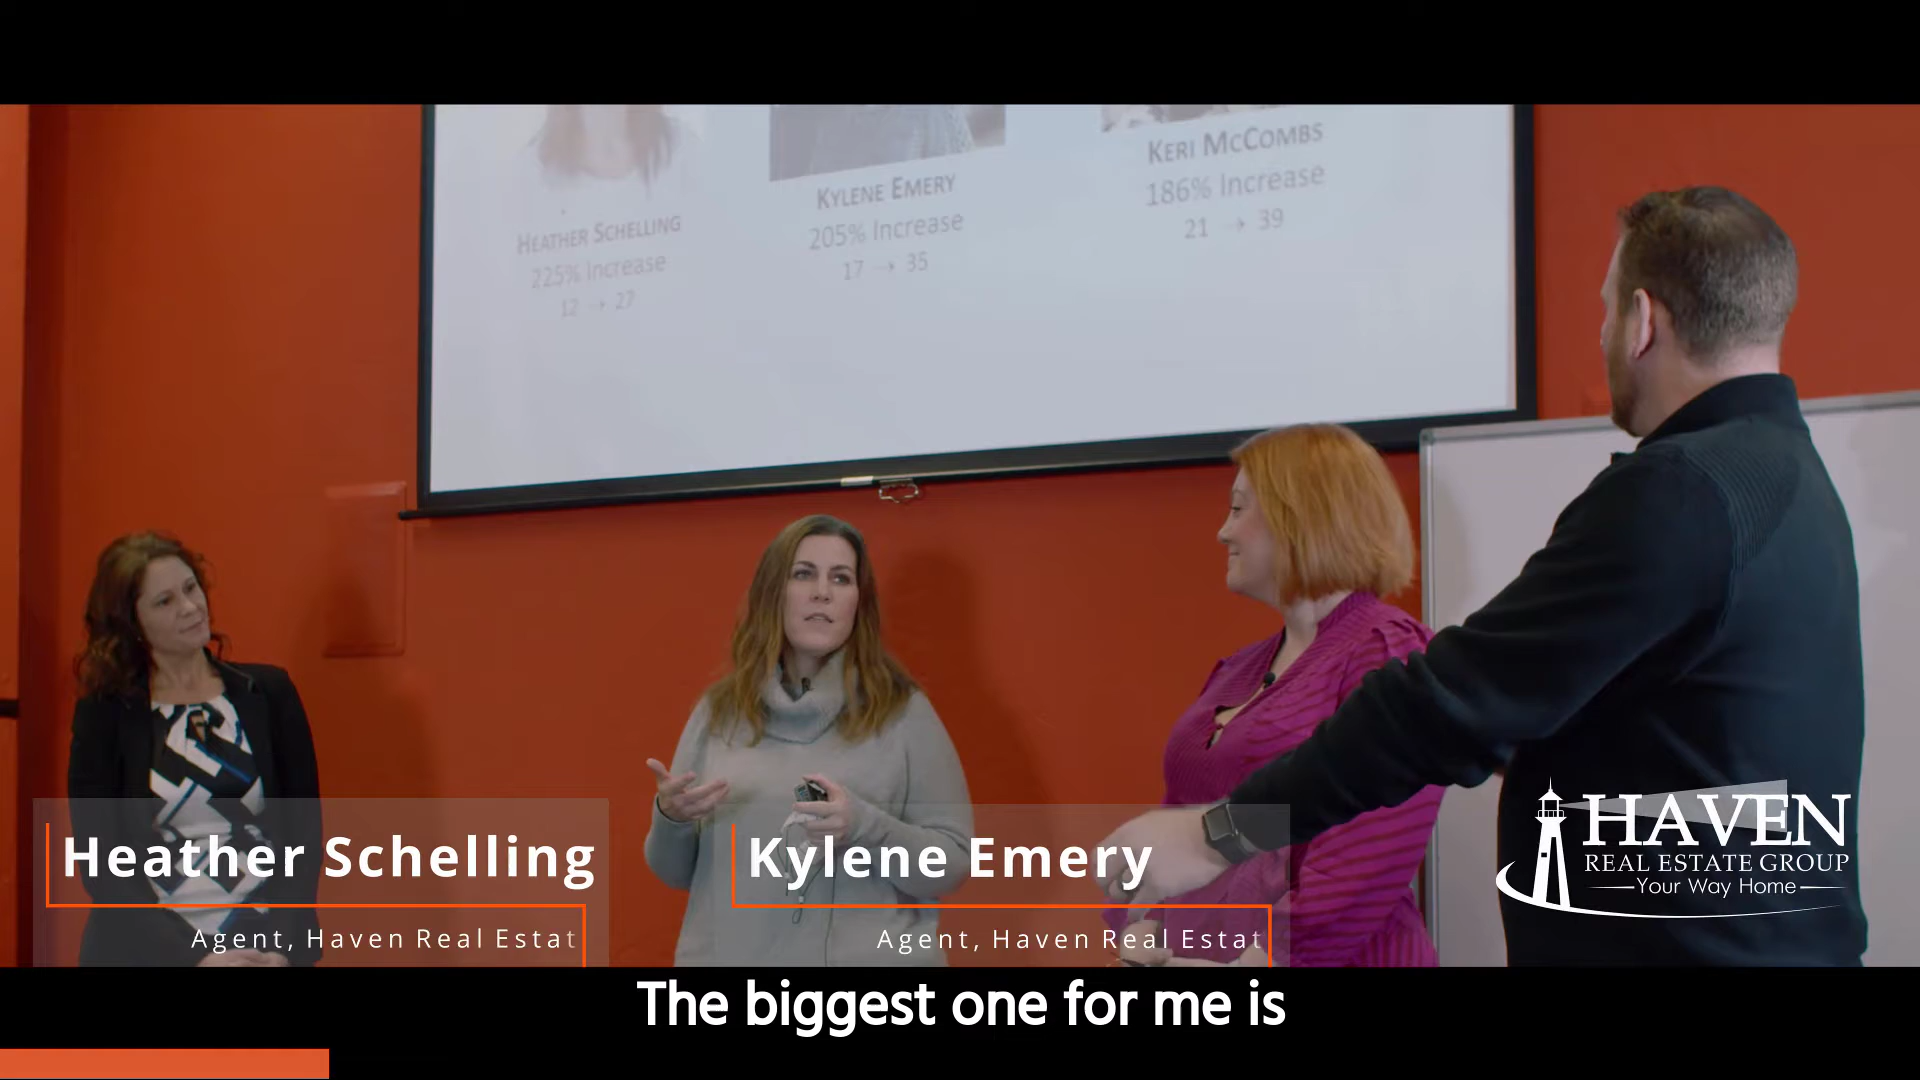 KERI MCCOMBS
186% Increase
21 → 39
KYLENE EMERY
205% Increase
17 → 35
HEATHER SCHELLING
225% Increase
12 → 27
Heather Schelling
Agent, Haven Real Estat
Kylene Emery
Agent, Haven Real Estat
HAVEN
REAL ESTATE GROUP
Your Way Home
The biggest one for me is